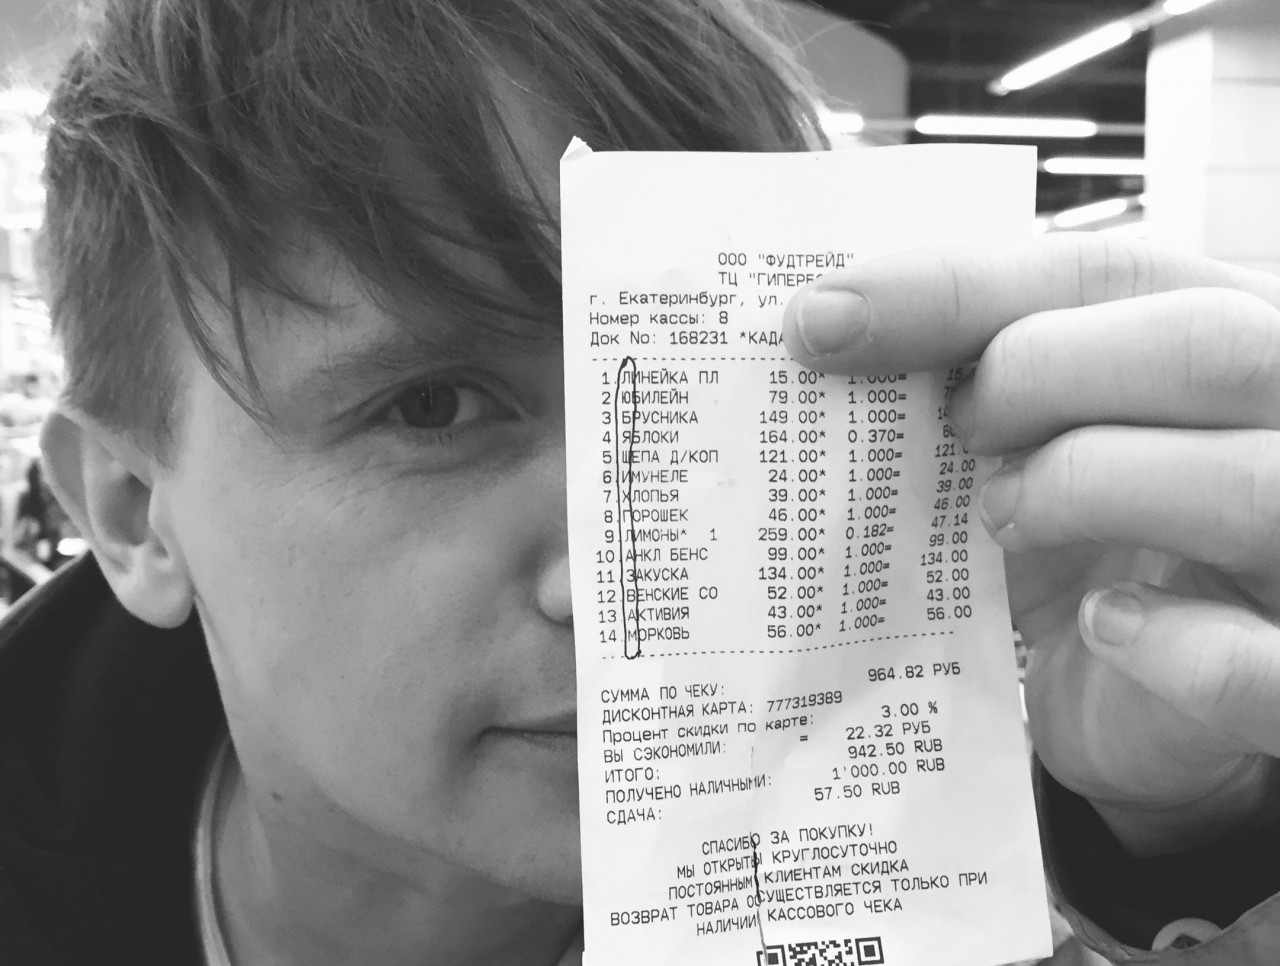 ООО "ФУДТРЕЙД"
ТЦ
г. Екатеринбург, ул.
Номер кассы: 8
Док No: 168231
1 ЛИНЕЙКА ПЛ 15.00* 1.000=
2 ЮБИЛЕЙН 79.00* 1.000=
3 БРУСНИКА 149.00* 1.000=
4 ЯБЛОКИ 164.00* 0.370=
5 ЩЕПА Д/КОП 121.00* 1.000= 121.00
6 ИМУНЕЛЕ 24.00* 1.000= 24.00
7 ХЛОПЬЯ 39.00* 1.000= 39.00
8 ГОРОШЕК 46.00* 1.000= 46.00
9 ЛИМОНЫ* 1 259.00* 0.182= 47.14
10 АНКЛ БЕНС 99.00* 1.000= 99.00
11 ЗАКУСКА 134.00* 1.000= 134.00
12 ВЕНСКИЕ СО 52.00* 1.000= 52.00
13 АКТИВИЯ 43.00* 1.000= 43.00
14 МОРКОВЬ 56.00* 1.000= 56.00
СУММА ПО ЧЕКУ: 964.82 РУБ
ДИСКОНТНАЯ КАРТА: 777319389
Процент скидки по карте: 3.00 %
ВЫ СЭКОНОМИЛИ: = 22.32 РУБ
ИТОГО: 942.50 RUB
ПОЛУЧЕНО НАЛИЧНЫМИ: 1'000.00 RUB
СДАЧА: 57.50 RUB
СПАСИБО ЗА ПОКУПКУ!
МЫ ОТКРЫТЫ КРУГЛОСУТОЧНО
ПОСТОЯННЫМ КЛИЕНТАМ СКИДКА
ВОЗВРАТ ТОВАРА ОСУЩЕСТВЛЯЕТСЯ ТОЛЬКО ПРИ
НАЛИЧИИ КАССОВОГО ЧЕКА